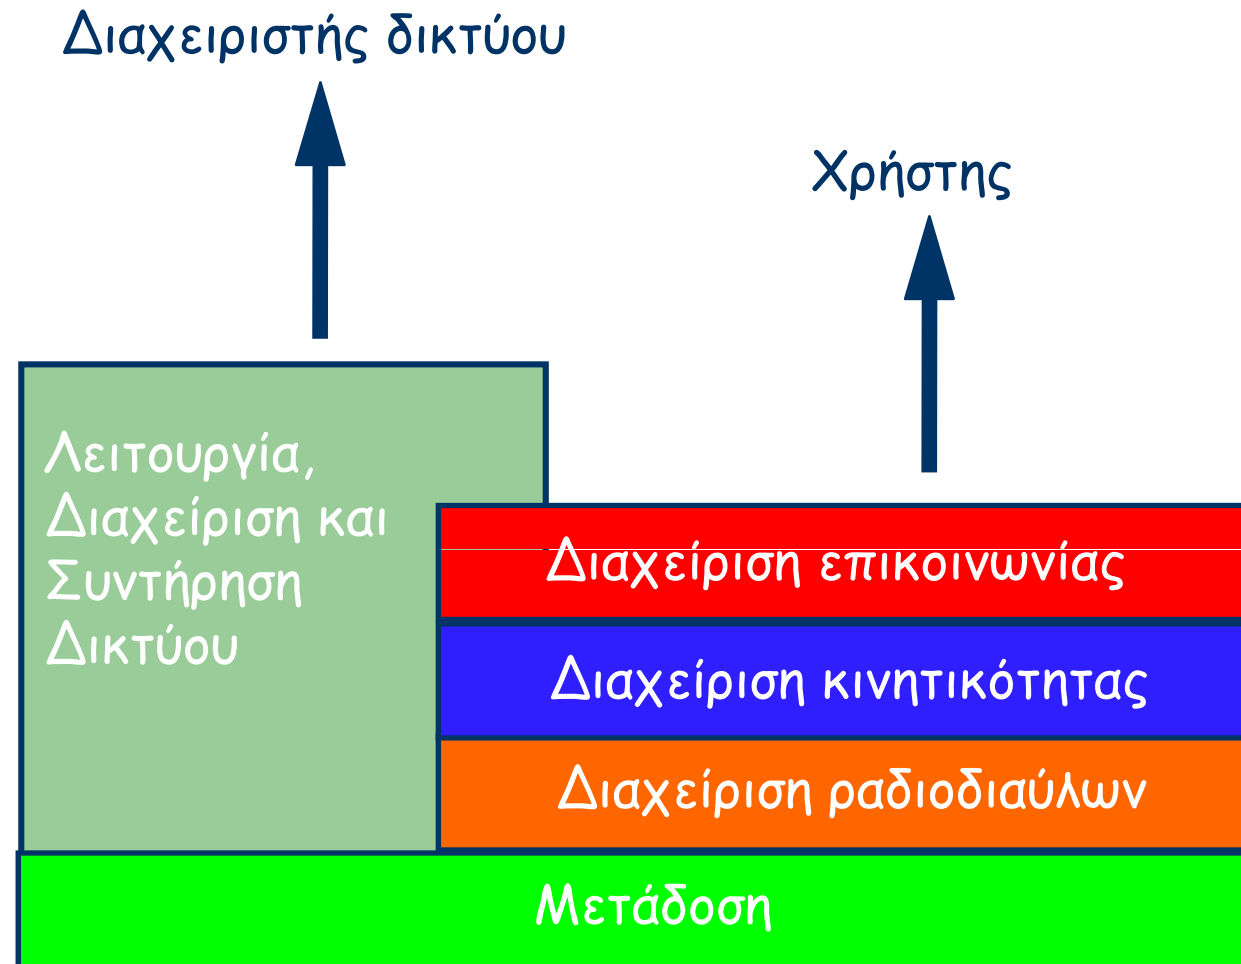 Διαχειριστής δικτύου
Χρήστης
Λειτουργία,
Διαχείριση και
Συντήρηση
Δικτύου
Διαχείριση επικοινωνίας
Διαχείριση κινητικότητας
Διαχείριση ραδιοδιαύλων
Μετάδοση